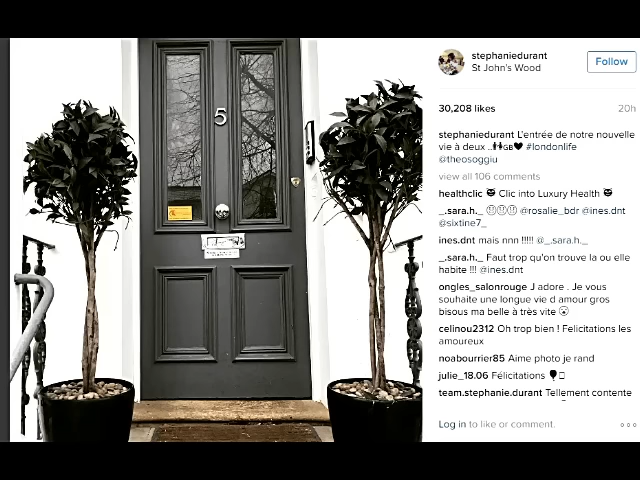 5
stephaniedurant
St John's Wood
Follow
30,208 likes
20h
stephaniedurant L'entrée de notre nouvelle
vie à deux ..👫🇬🇧❤ #londonlife
@theosoggiu
view all 106 comments
healthclic Clic into Luxury Health
_.sara.h._ @rosalie_bdr @ines.dnt
@sixtine7_
ines.dnt mais nnn !!!!! @_.sara.h._
_.sara.h._ Faut trop qu'on trouve la ou elle
habite !!! @ines.dnt
ongles_salonrouge J adore . Je vous
souhaite une longue vie d amour gros
bisous ma belle à très vite
celinou2312 Oh trop bien ! Felicitations les
amoureux
noabourrier85 Aime photo je rand
julie_18.06 Félicitations
team.stephanie.durant Tellement contente
Log in to like or comment.